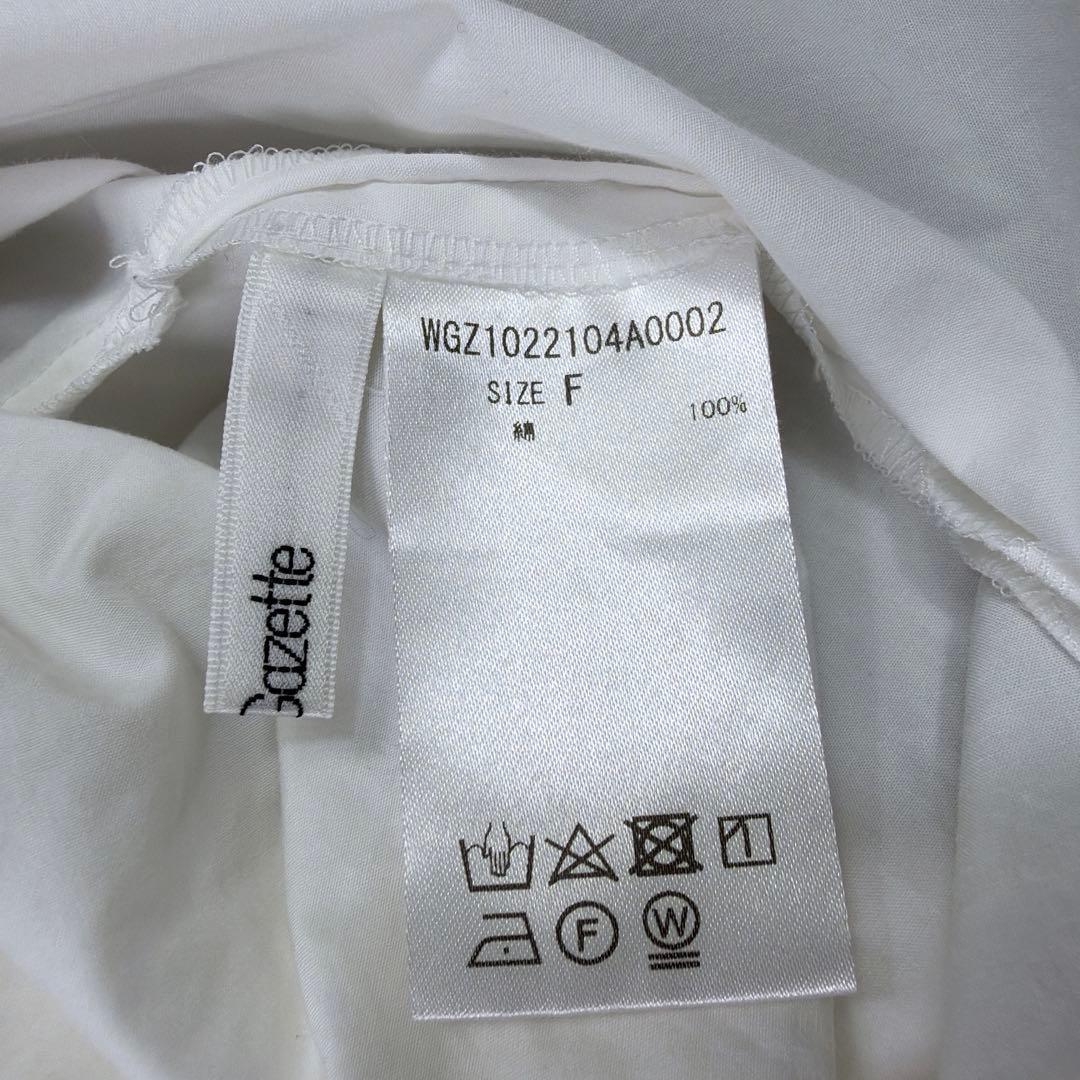 WGZ1022104A0002
SIZE F
綿 100%
Gazette
F
W